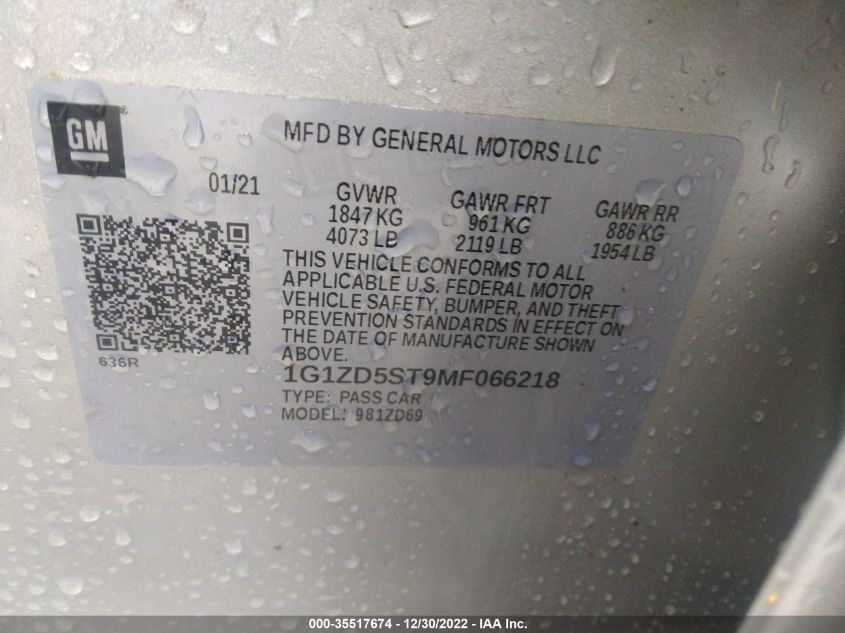 GM
MFD BY GENERAL MOTORS LLC
01/21
GVWR GAWR FRT GAWR RR
1847 KG 961 KG 886 KG
4073 LB 2119 LB 1954 LB
THIS VEHICLE CONFORMS TO ALL
APPLICABLE U.S. FEDERAL MOTOR
VEHICLE SAFETY, BUMPER, AND THEFT
PREVENTION STANDARDS IN EFFECT ON
THE DATE OF MANUFACTURE SHOWN
ABOVE.
636R
1G1ZD5ST9MF066218
TYPE: PASS CAR
MODEL: 981ZD69
000-35517674 - 12/30/2022 - IAA Inc.